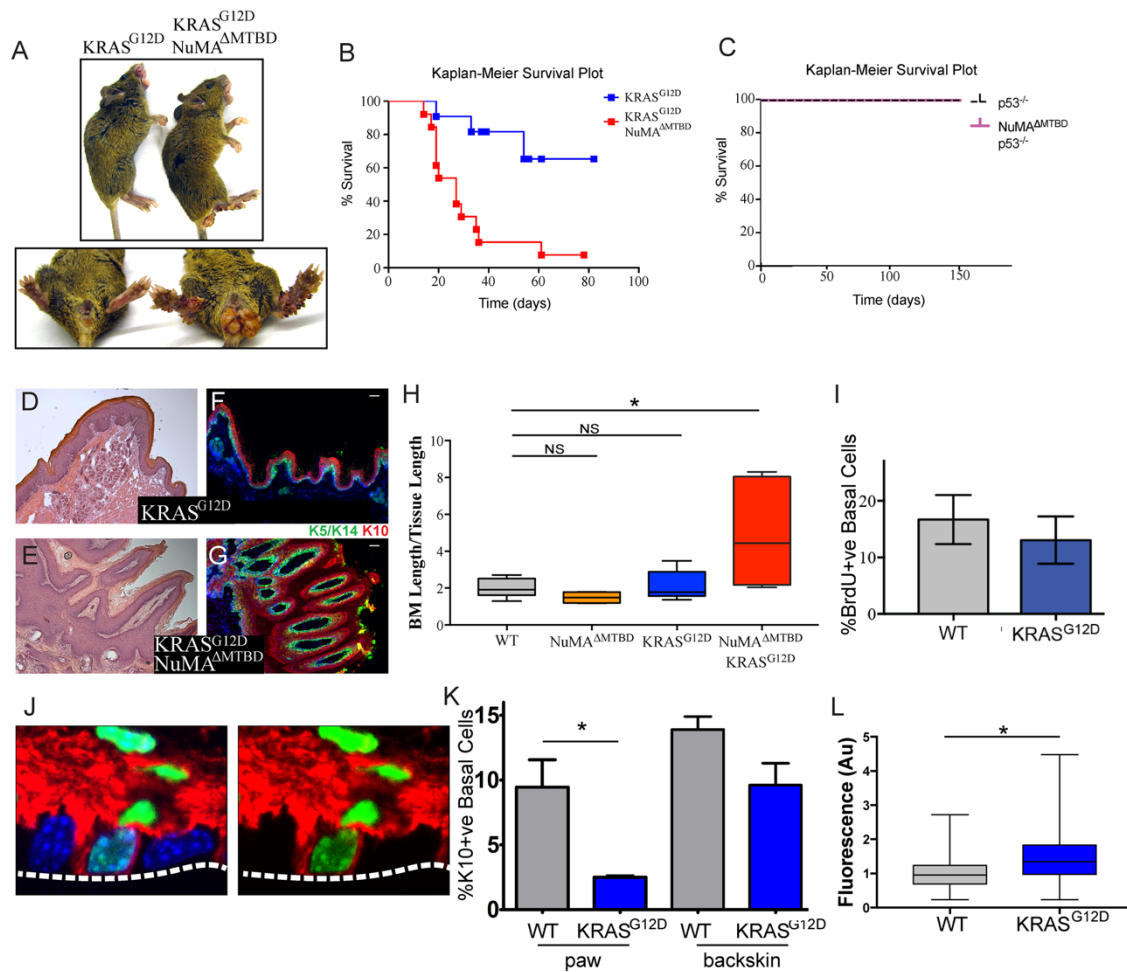 A
KRAS^G12D
KRAS^G12D
NuMA^ΔMTBD
B
Kaplan-Meier Survival Plot
KRAS^G12D
KRAS^G12D
NuMA^ΔMTBD
% Survival
100
80
60
40
20
0
0 20 40 60 80 100
Time (days)
C
Kaplan-Meier Survival Plot
p53^-/-
NuMA^ΔMTBD
p53^-/-
% Survival
100
80
60
40
20
0
0 50 100 150
Time (days)
D
F
KRAS^G12D
K5/K14 K10
E
G
KRAS^G12D
NuMA^ΔMTBD
H
BM Length/Tissue Length
10
8
6
4
2
0
*
NS
NS
WT NuMA^ΔMTBD KRAS^G12D NuMA^ΔMTBD
KRAS^G12D
I
%BrdU+ve Basal Cells
20
10
0
WT KRAS^G12D
J
K
%K10+ve Basal Cells
15
10
5
0
*
WT KRAS^G12D WT KRAS^G12D
paw backskin
L
Fluorescence (Au)
5
4
3
2
1
0
*
WT KRAS^G12D